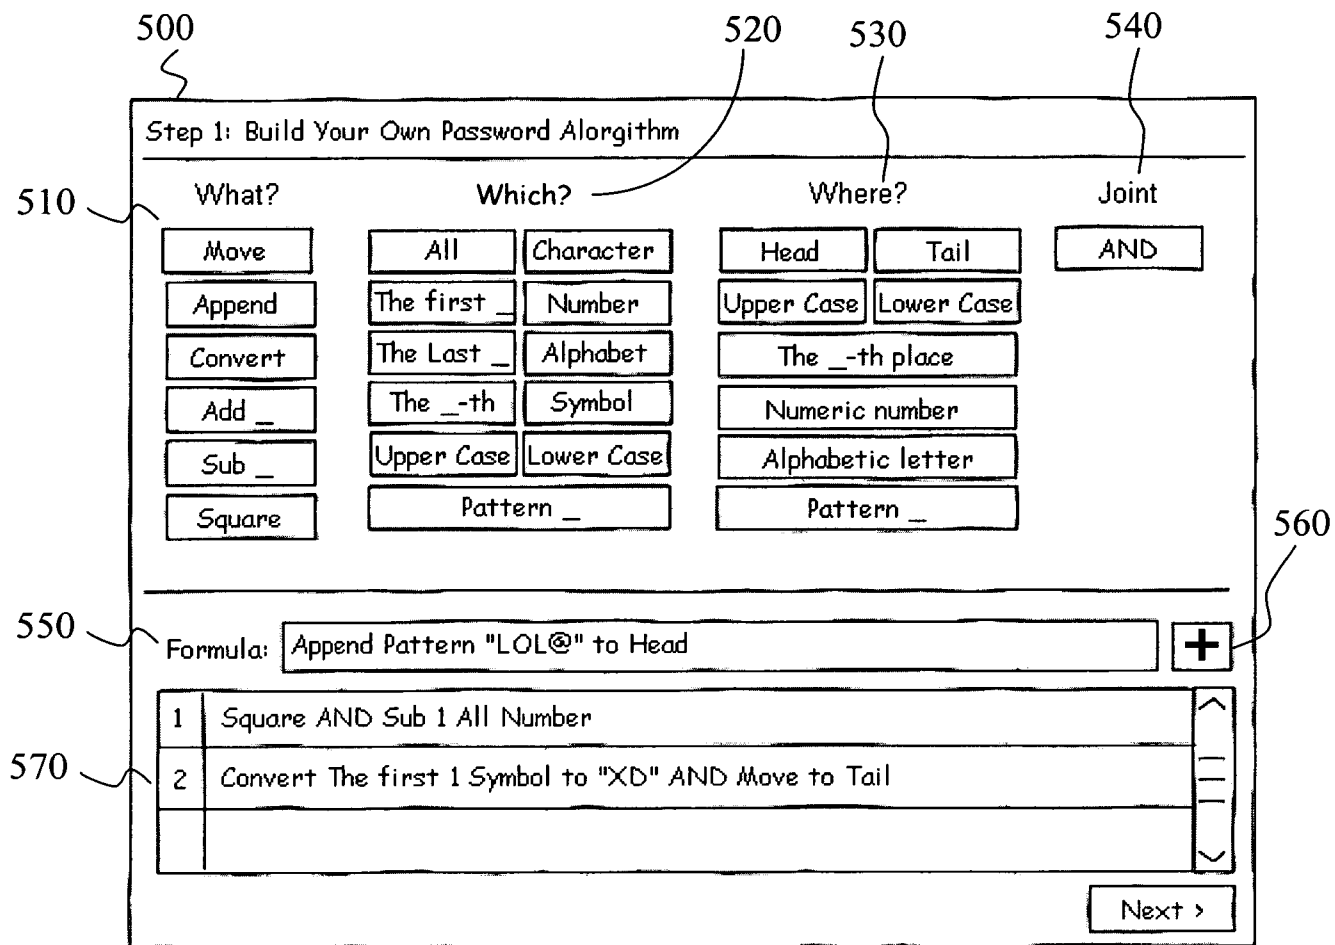 500
520
530
540
Step 1: Build Your Own Password Alorgithm
510
What? Which? Where? Joint
Move All Character Head Tail AND
Append The first _ Number Upper Case Lower Case
Convert The Last _ Alphabet The _-th place
Add _ The _-th Symbol Numeric number
Sub _ Upper Case Lower Case Alphabetic letter
Square Pattern _ Pattern _
560
550
Formula: Append Pattern "LOL@" to Head +
1 Square AND Sub 1 All Number
570
2 Convert The first 1 Symbol to "XD" AND Move to Tail
Next >